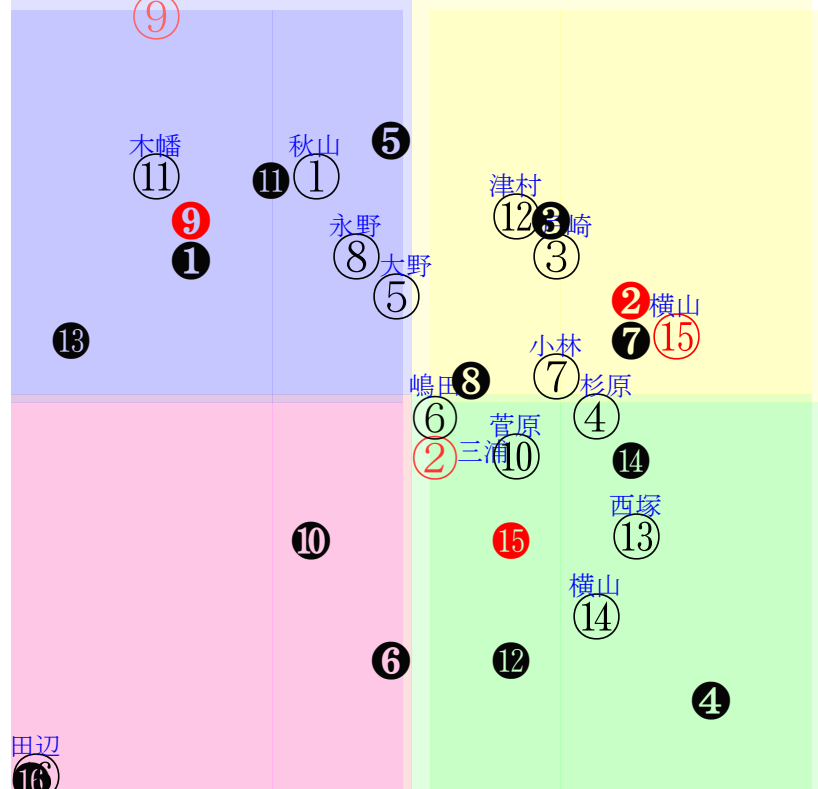 ⑨
❺
木幡
秋山
⑪
⓫
①
津村
⑫
❸
崎
❾
永野
⑧
③
❶
大野
⑤
❷
横山
⓭
❼
⑮
小林
⑦
嶋田
❽
杉原
⑥
④
菅原
②
三浦
⑩
⓮
西塚
❿
⓯
⑬
横山
⑭
❻
⓬
❹
田辺
⓰